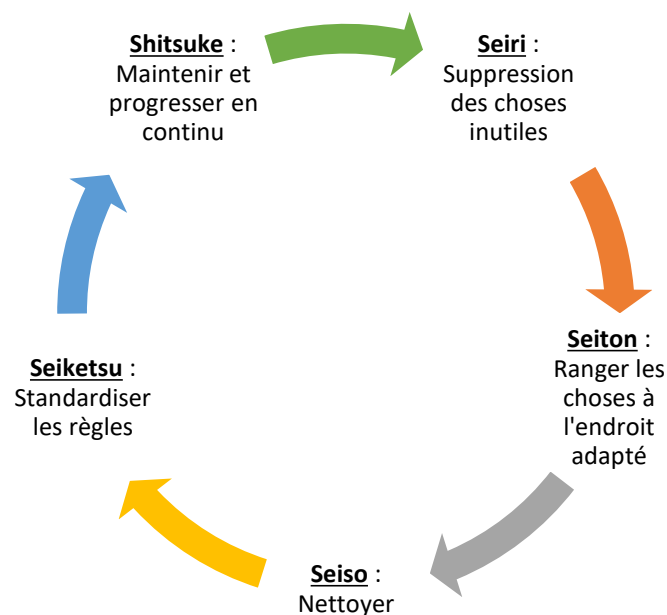 Shitsuke :
Maintenir et
progresser en
continu
Seiri :
Suppression
des choses
inutiles
Seiton :
Ranger les
choses à
l'endroit
adapté
Seiso :
Nettoyer
Seiketsu :
Standardiser
les règles